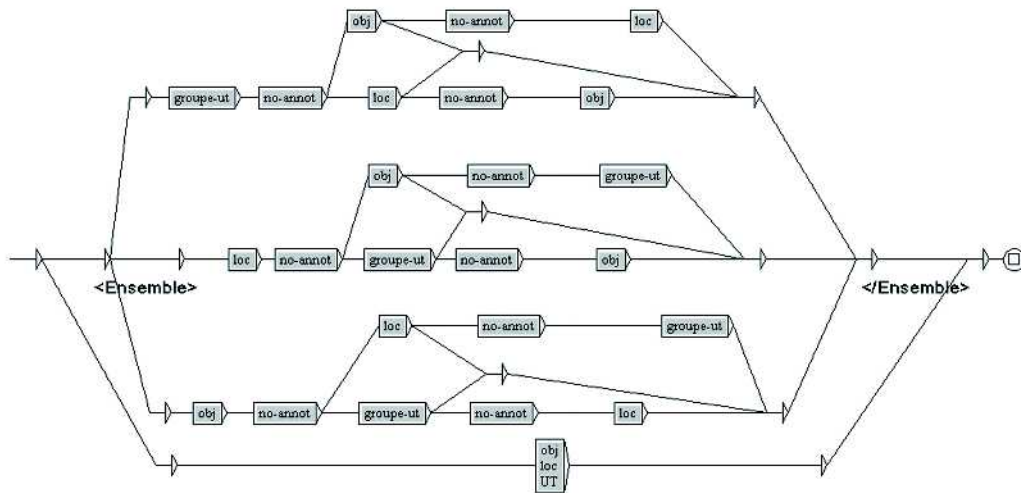 obj no-annot loc
groupe-ut no-annot loc no-annot obj
obj no-annot groupe-ut
loc no-annot groupe-ut no-annot obj
<Ensemble> </Ensemble>
loc no-annot groupe-ut
obj no-annot groupe-ut no-annot loc
obj
loc
UT